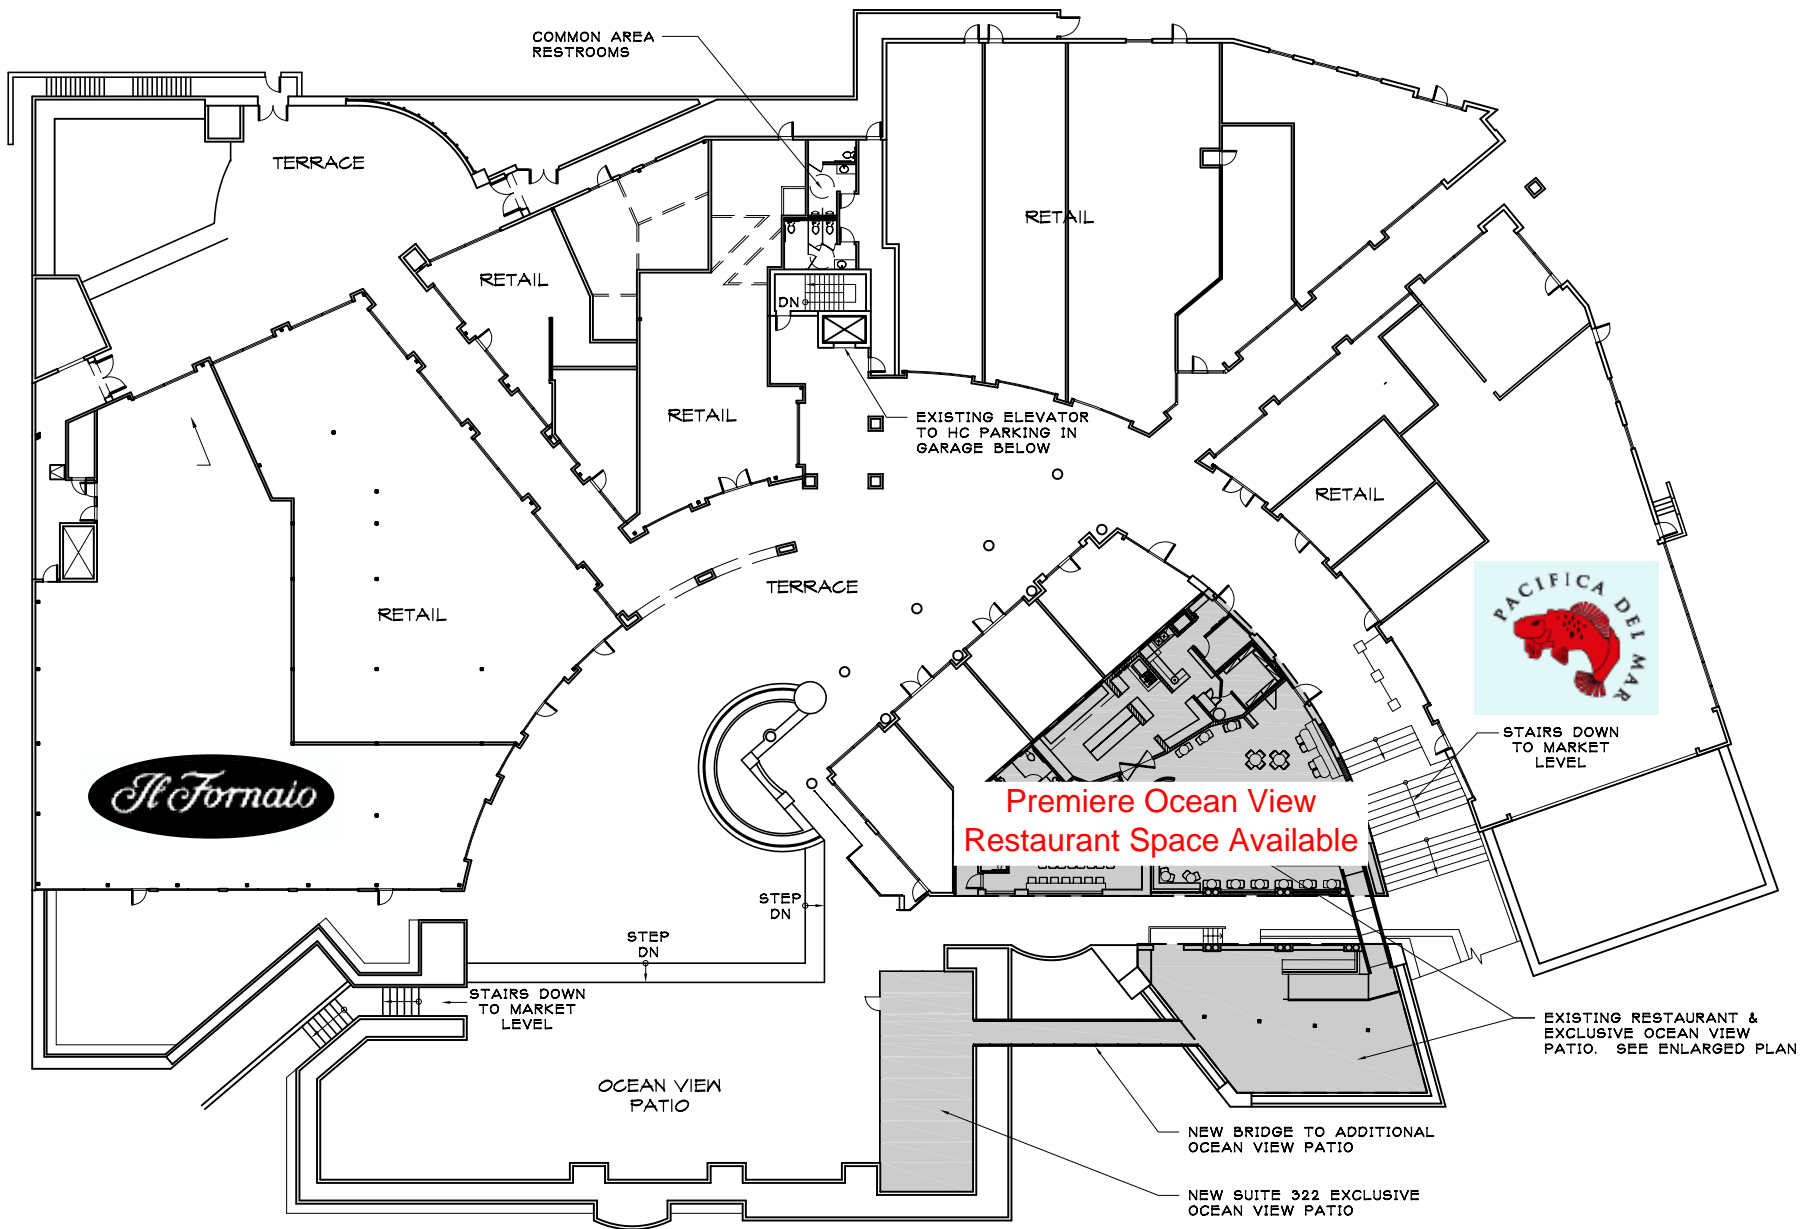 COMMON AREA
RESTROOMS
TERRACE
RETAIL
RETAIL
DN
RETAIL
EXISTING ELEVATOR
TO HC PARKING IN
GARAGE BELOW
RETAIL
TERRACE
RETAIL
PACIFICA DEL MAR
STAIRS DOWN
TO MARKET
LEVEL
Il Fornaio
Premiere Ocean View
Restaurant Space Available
STEP
DN
STEP
DN
STAIRS DOWN
TO MARKET
LEVEL
EXISTING RESTAURANT &
EXCLUSIVE OCEAN VIEW
PATIO. SEE ENLARGED PLAN
OCEAN VIEW
PATIO
NEW BRIDGE TO ADDITIONAL
OCEAN VIEW PATIO
NEW SUITE 322 EXCLUSIVE
OCEAN VIEW PATIO